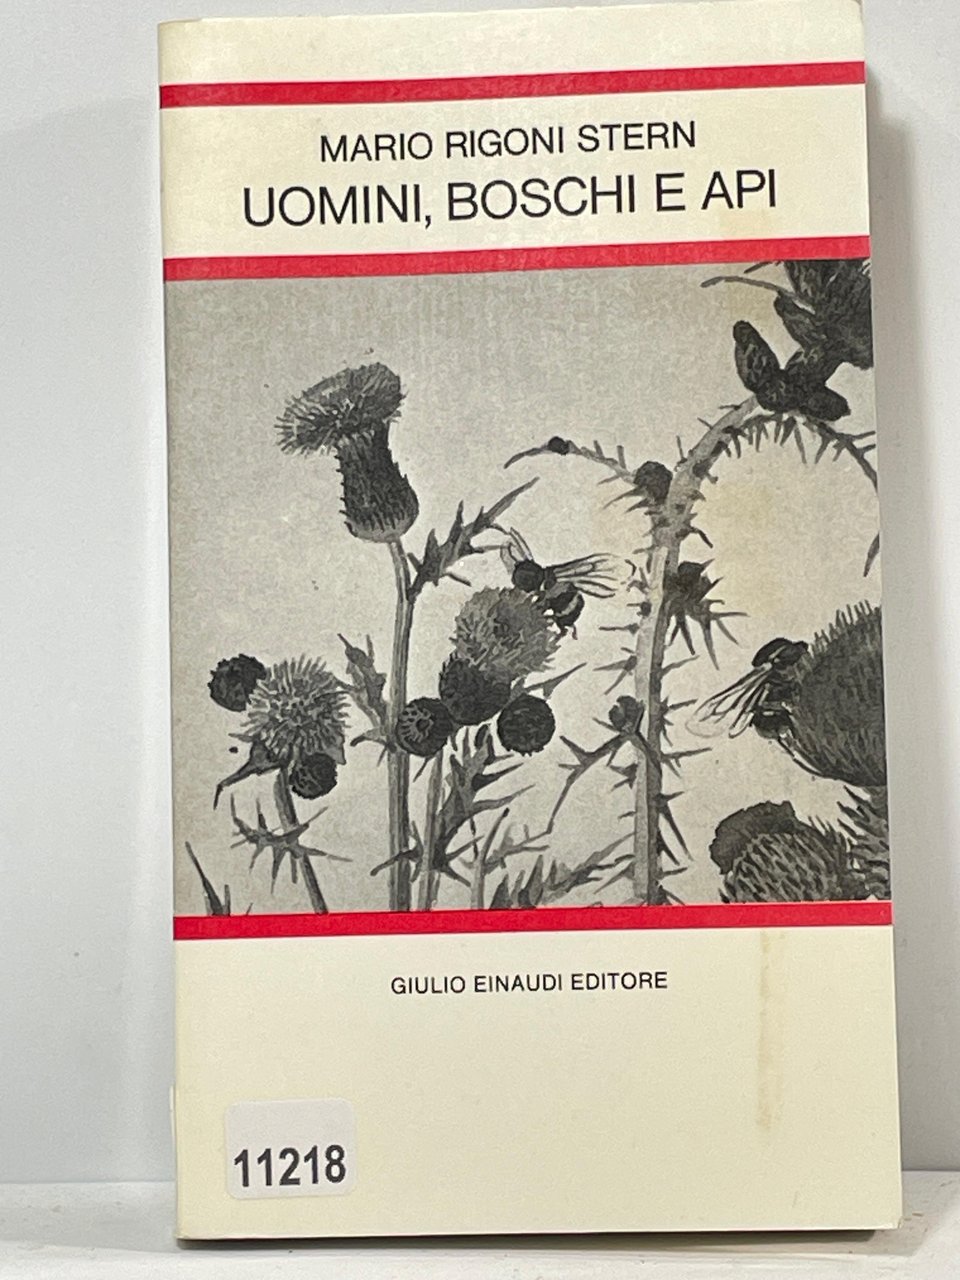 MARIO RIGONI STERN
UOMINI, BOSCHI E API
GIULIO EINAUDI EDITORE
11218